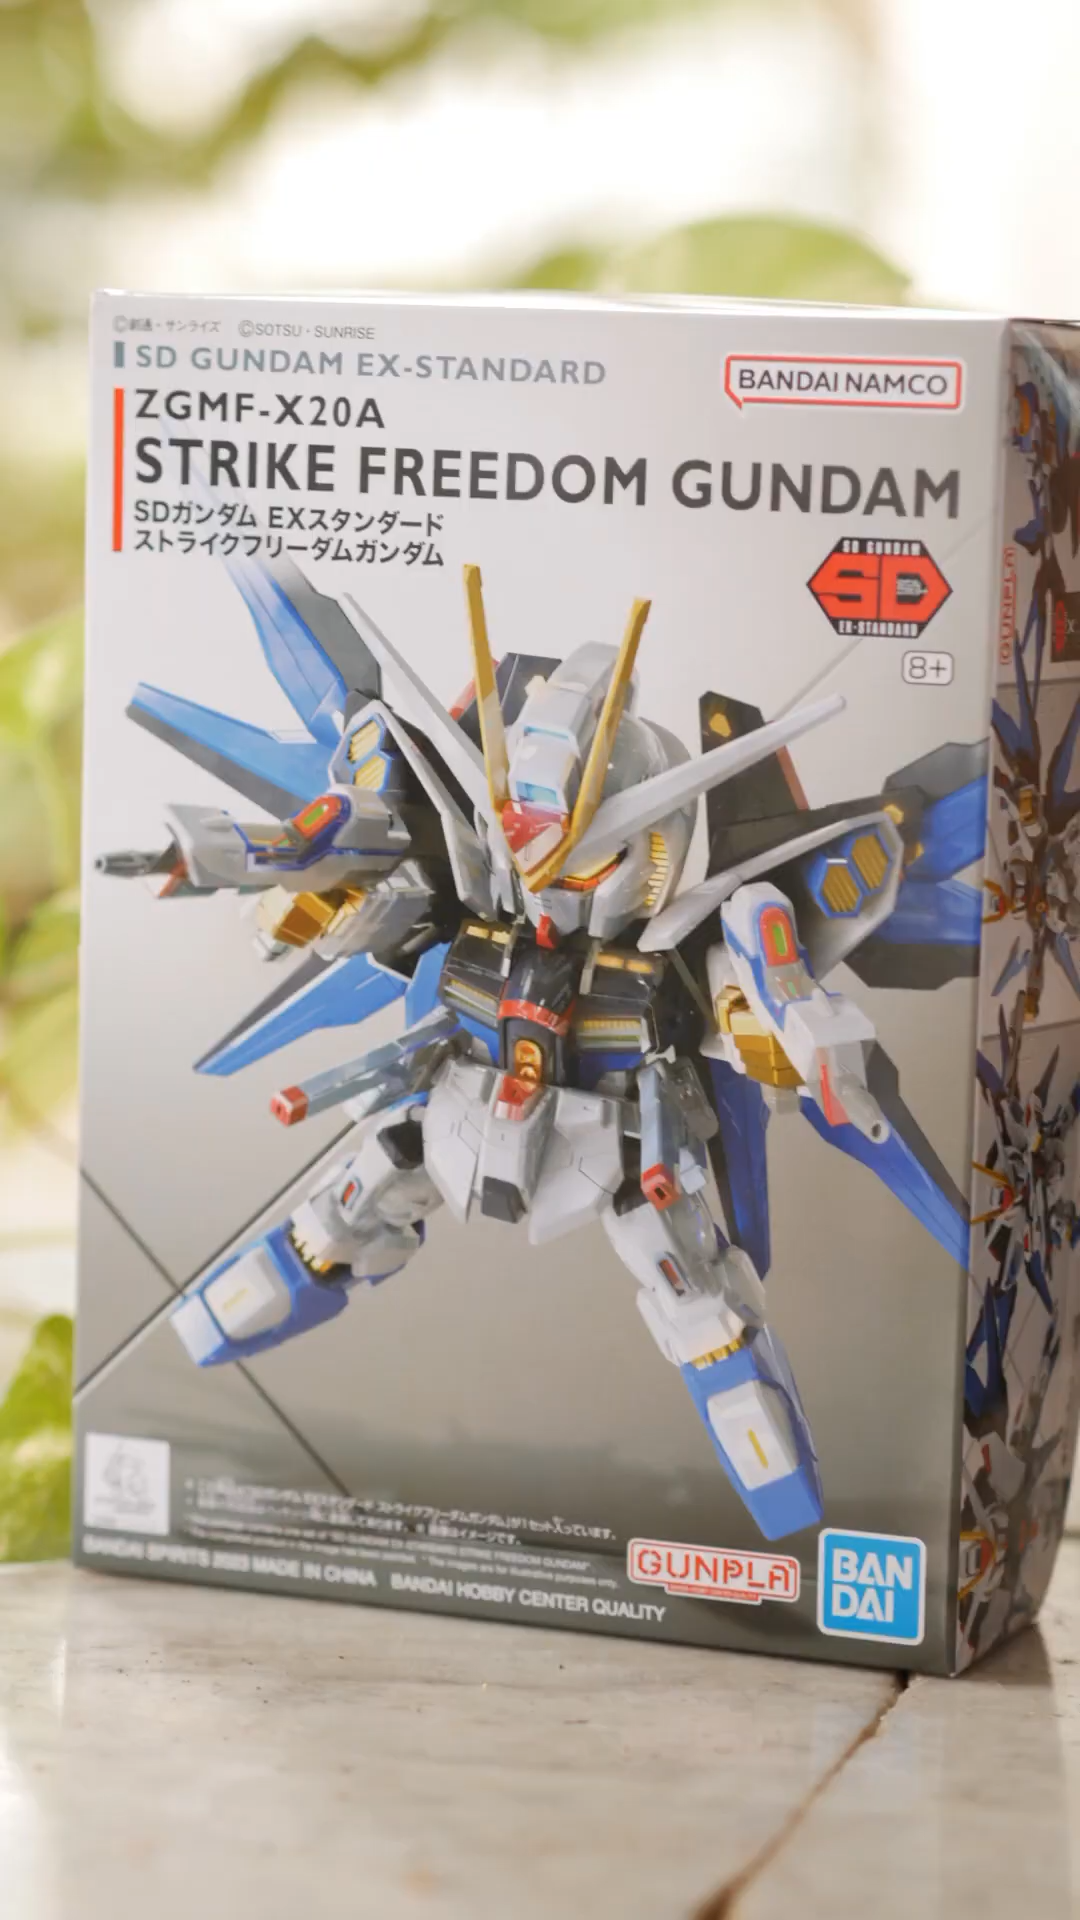 ©創通・サンライズ ©SOTSU・SUNRISE
SD GUNDAM EX-STANDARD
BANDAI NAMCO
ZGMF-X20A
STRIKE FREEDOM GUNDAM
SDガンダム EXスタンダード
ストライクフリーダムガンダム
SD GUNDAM
SD
EX-STANDARD
8+
GUNPLA
BANDAI SPIRITS 2023 MADE IN CHINA BANDAI HOBBY CENTER QUALITY
GUNPLA
BAN
DAI